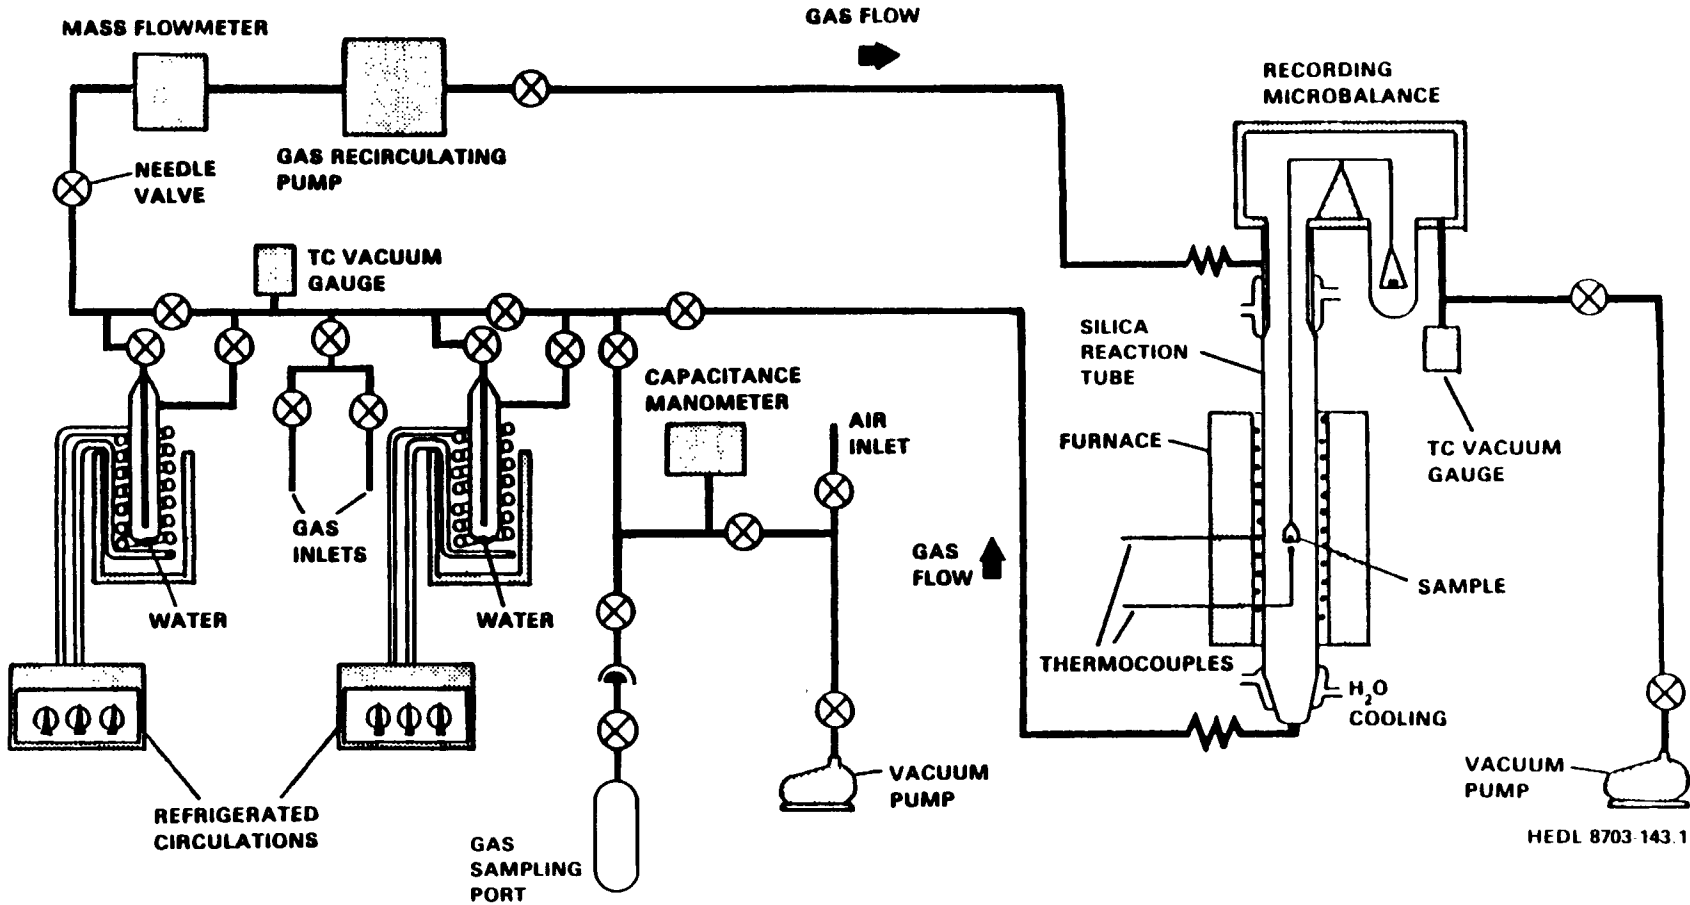 GAS FLOW
MASS FLOWMETER
RECORDING
MICROBALANCE
GAS RECIRCULATING
PUMP
NEEDLE
VALVE
TC VACUUM
GAUGE
SILICA
REACTION
TUBE
CAPACITANCE
MANOMETER
AIR
INLET
FURNACE
TC VACUUM
GAUGE
GAS
INLETS
GAS
FLOW
SAMPLE
WATER
WATER
THERMOCOUPLES
H2O
COOLING
VACUUM
PUMP
VACUUM
PUMP
REFRIGERATED
CIRCULATIONS
GAS
SAMPLING
PORT
HEDL 8703-143.1